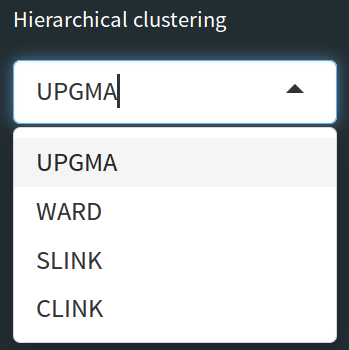 Hierarchical clustering
UPGMA
UPGMA
WARD
SLINK
CLINK